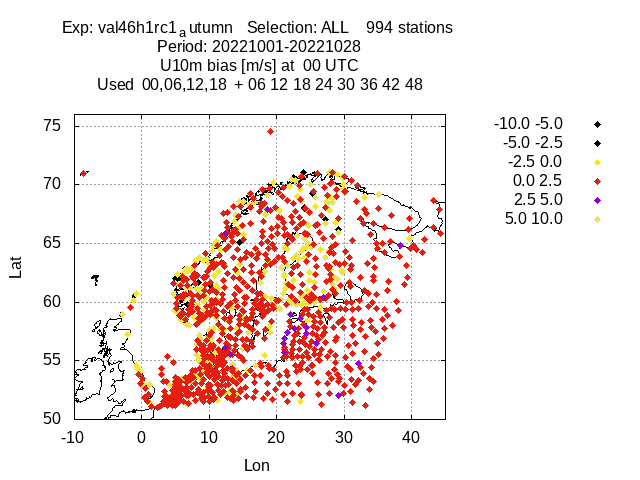 Exp: val46h1rc1autumn Selection: ALL 994 stations
Period: 20221001-20221028
U10m bias [m/s] at 00 UTC
Used 00,06,12,18 + 06 12 18 24 30 36 42 48
-10.0 -5.0
-5.0 -2.5
-2.5 0.0
0.0 2.5
2.5 5.0
5.0 10.0
75
70
65
60
55
50
Lat
-10 0 10 20 30 40
Lon